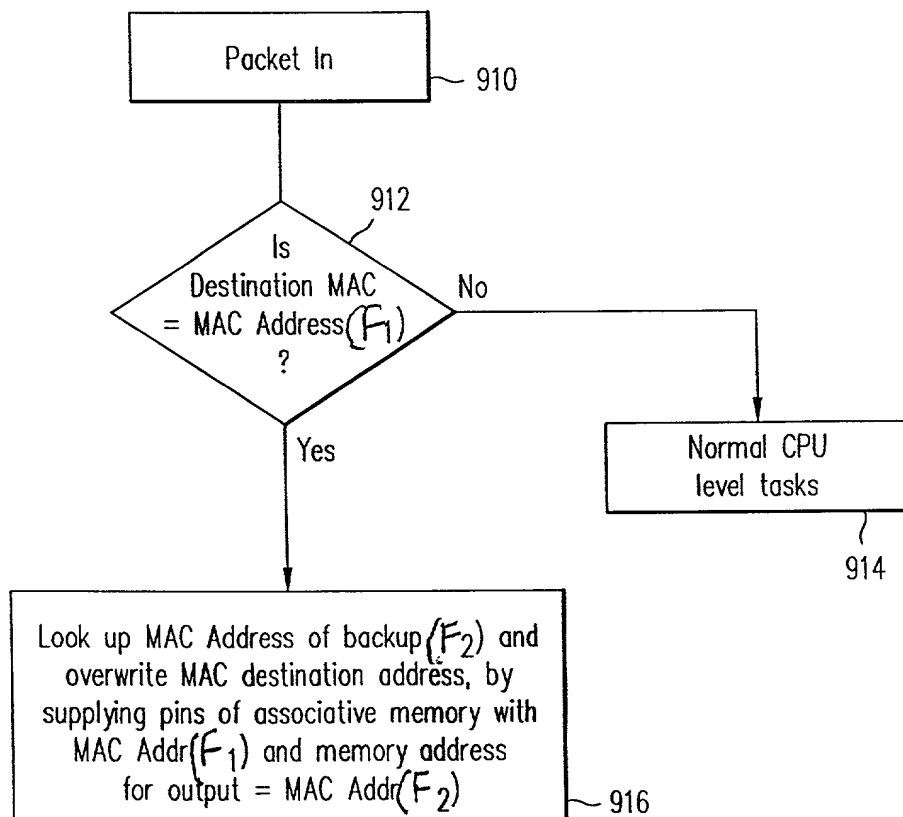 Packet In
910
912
Is
Destination MAC
= MAC Address(F1)
?
No
Yes
Normal CPU
level tasks
914
Look up MAC Address of backup(F2) and
overwrite MAC destination address, by
supplying pins of associative memory with
MAC Addr(F1) and memory address
for output = MAC Addr(F2)
916